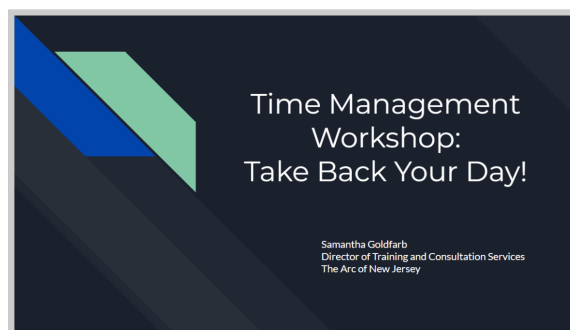 Time Management
Workshop:
Take Back Your Day!
Samantha Goldfarb
Director of Training and Consultation Services
The Arc of New Jersey